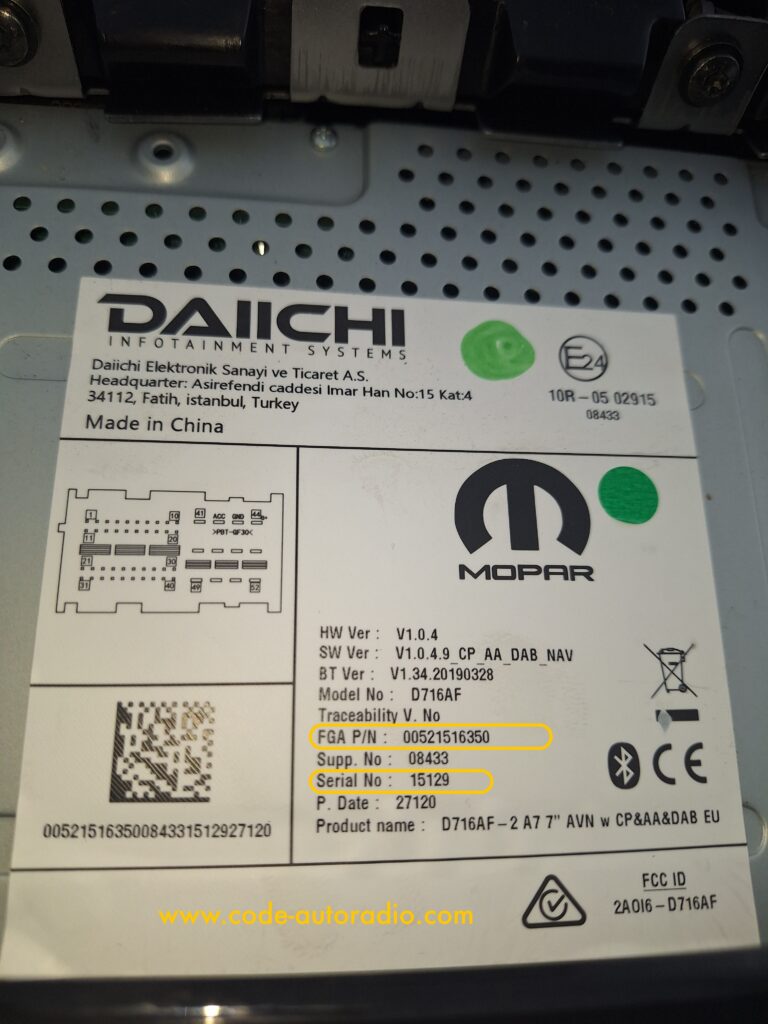 DAIICHI
INFOTAINMENT SYSTEMS
Daiichi Elektronik Sanayi ve Ticaret A.S.
Headquarter: Asirefendi caddesi Imar Han No:15 Kat:4
34112, Fatih, istanbul, Turkey
Made in China
E24
10R-05 02915
08433
1 10 41 ACC GND 44 B+
>PBT-GF30<
11 20
21 30
31 40 49 52
MOPAR
HW Ver : V1.0.4
SW Ver : V1.0.4.9_CP_AA_DAB_NAV
BT Ver : V1.34.20190328
Model No : D716AF
Traceability V. No
FGA P/N : 00521516350
Supp. No : 08433
Serial No : 15129
P. Date : 27120
Product name : D716AF-2 A7 7" AVN w CP&AA&DAB EU
CE
00521516350084331512927120
www.code-autoradio.com
FCC ID
2AOI6-D716AF